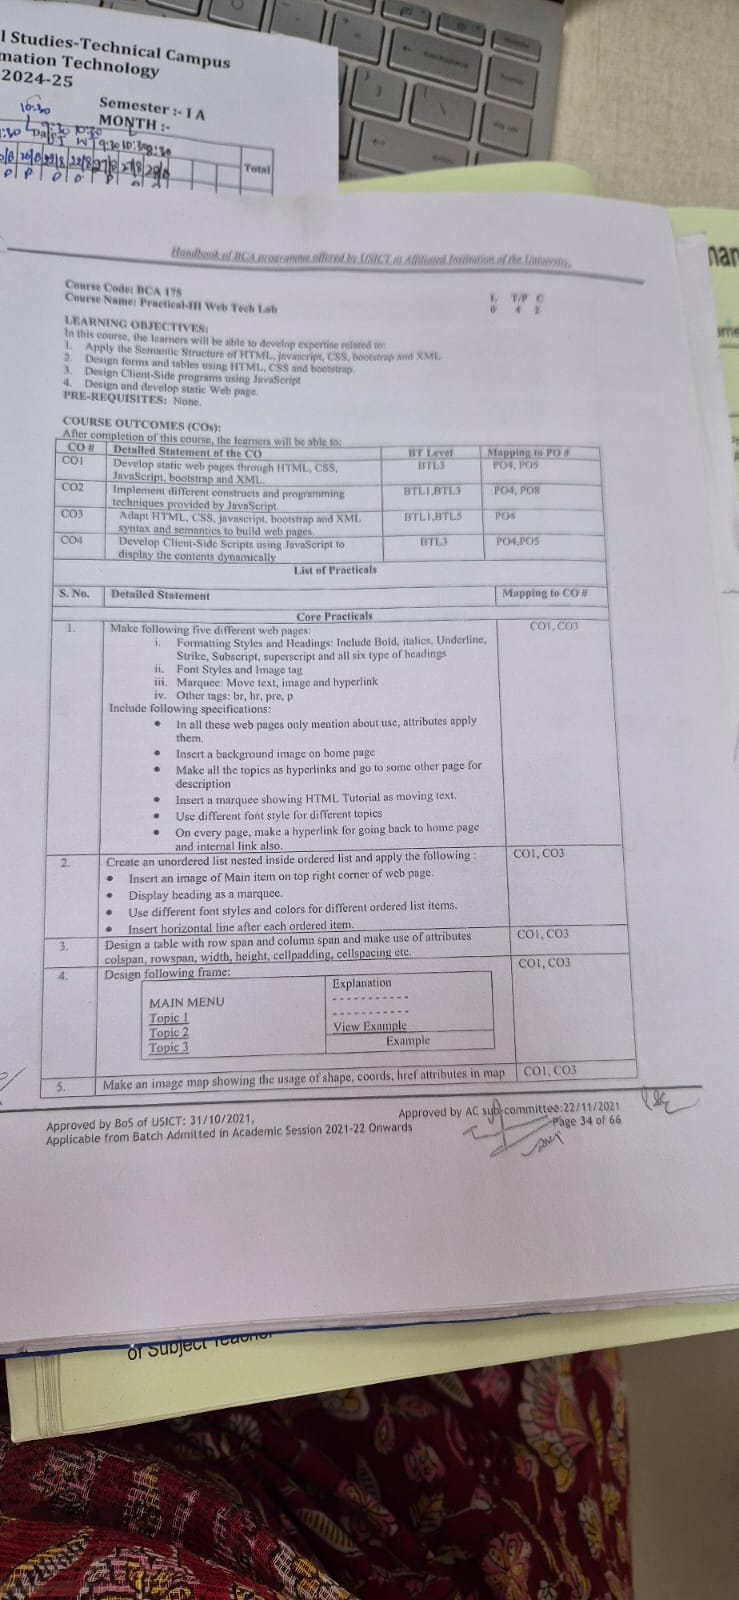 l Studies-Technical Campus
mation Technology
2024-25
Semester :- I A
MONTH :-
10:30
Total
Handbook of BCA programme offered by USICT at Affiliated Institution of the University.
Course Code: BCA 176
L T/P C
Course Name: Practical-III Web Tech Lab
0 4 2
LEARNING OBJECTIVES:
In this course, the learners will be able to develop expertise related to:
1. Apply the Semantic Structure of HTML, javascript, CSS, bootstrap and XML
2. Design forms and tables using HTML, CSS and bootstrap.
3. Design Client-Side programs using JavaScript
4. Design and develop static Web page.
PRE-REQUISITES: None.
COURSE OUTCOMES (COs):
After completion of this course, the learners will be able to:
CO # Detailed Statement of the CO BT Level Mapping to PO #
CO1 Develop static web pages through HTML, CSS, BTL3 PO4, PO5
JavaScript, bootstrap and XML.
CO2 Implement different constructs and programming BTL1,BTL3 PO4, PO8
techniques provided by JavaScript.
CO3 Adapt HTML, CSS, javascript, bootstrap and XML BTL1,BTL5 PO4
syntax and semantics to build web pages
CO4 Develop Client-Side Scripts using JavaScript to BTL3 PO4,PO5
display the contents dynamically
List of Practicals
S. No. Detailed Statement Mapping to CO #
Core Practicals
1. Make following five different web pages: CO1, CO3
i. Formatting Styles and Headings: Include Bold, italics, Underline,
Strike, Subscript, superscript and all six type of headings
ii. Font Styles and Image tag
iii. Marquee: Move text, image and hyperlink
iv. Other tags: br, hr, pre, p
Include following specifications:
• In all these web pages only mention about use, attributes apply
them.
• Insert a background image on home page
• Make all the topics as hyperlinks and go to some other page for
description
• Insert a marquee showing HTML Tutorial as moving text.
• Use different font style for different topics
• On every page, make a hyperlink for going back to home page
and internal link also.
2. Create an unordered list nested inside ordered list and apply the following : CO1, CO3
• Insert an image of Main item on top right corner of web page.
• Display heading as a marquee.
• Use different font styles and colors for different ordered list items.
• Insert horizontal line after each ordered item.
3. Design a table with row span and column span and make use of attributes CO1, CO3
colspan, rowspan, width, height, cellpadding, cellspacing etc.
4. Design following frame: CO1, CO3
Explanation
MAIN MENU - - - - - - - - - - -
Topic 1 - - - - - - - - - - -
Topic 2 View Example
Topic 3 Example
5. Make an image map showing the usage of shape, coords, href attributes in map CO1, CO3
Approved by BoS of USICT: 31/10/2021, Approved by AC sub-committee:22/11/2021
Applicable from Batch Admitted in Academic Session 2021-22 Onwards Page 34 of 66
of Subject Teacher